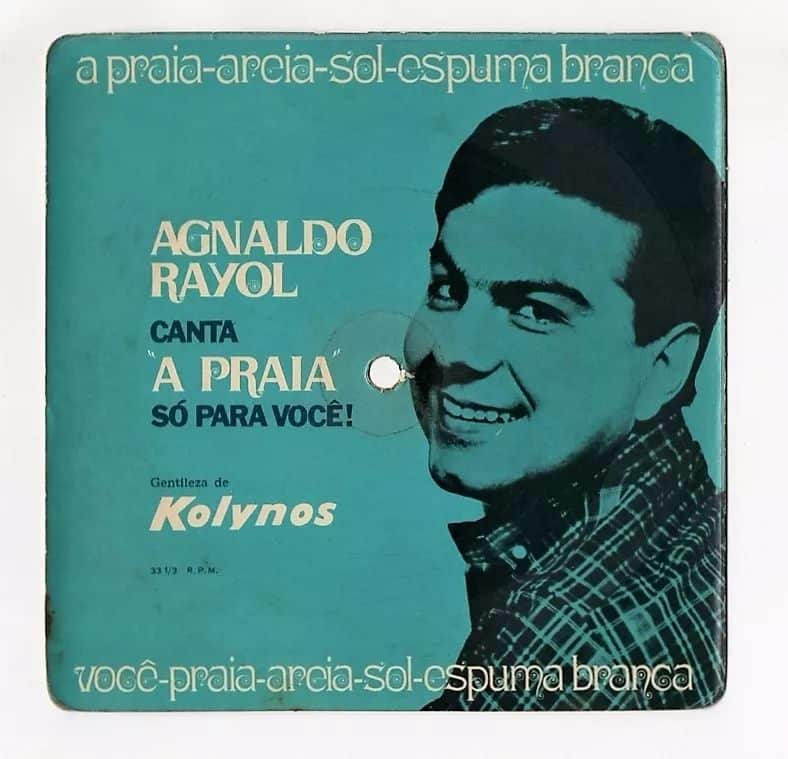 a praia-areia-sol-espuma branca
AGNALDO
RAYOL
CANTA
"A PRAIA"
SÓ PARA VOCÊ!
Gentileza de
Kolynos
33 1/3 R.P.M.
você-praia-areia-sol-espuma branca